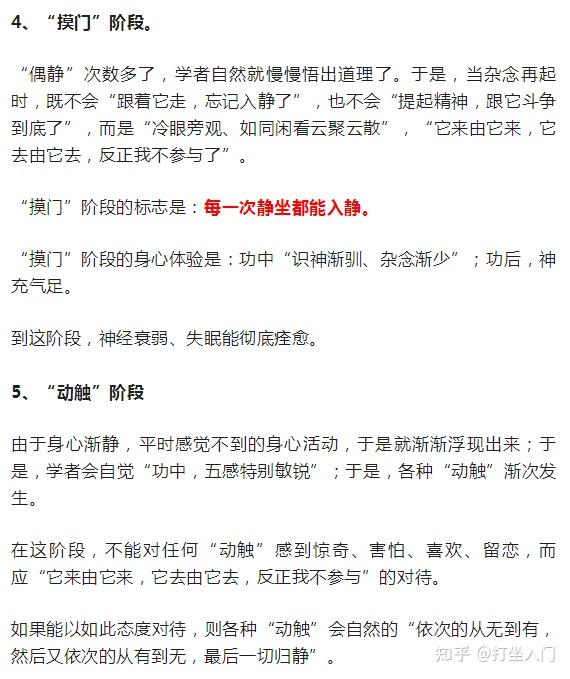 4、“摸门”阶段。
“偶静”次数多了，学者自然就慢慢悟出道理了。于是，当杂念再起
时，既不会“跟着它走，忘记入静了”，也不会“提起精神，跟它斗争
到底了”，而是“冷眼旁观、如同闲看云聚云散”，“它来由它来，它
去由它去，反正我不参与了”。
“摸门”阶段的标志是：每一次静坐都能入静。
“摸门”阶段的身心体验是：功中“识神渐驯、杂念渐少”；功后，神
充气足。
到这阶段，神经衰弱、失眠能彻底痊愈。
5、“动触”阶段
由于身心渐静，平时感觉不到的身心活动，于是就渐渐浮现出来；于
是，学者会自觉“功中，五感特别敏锐”；于是，各种“动触”渐次发
生。
在这阶段，不能对任何“动触”感到惊奇、害怕、喜欢、留恋，而
应“它来由它来，它去由它去，反正我不参与”的对待。
如果能以如此态度对待，则各种“动触”会自然的“依次的从无到有，
然后又依次的从有到无，最后一切归静”。
知乎 @打坐入门